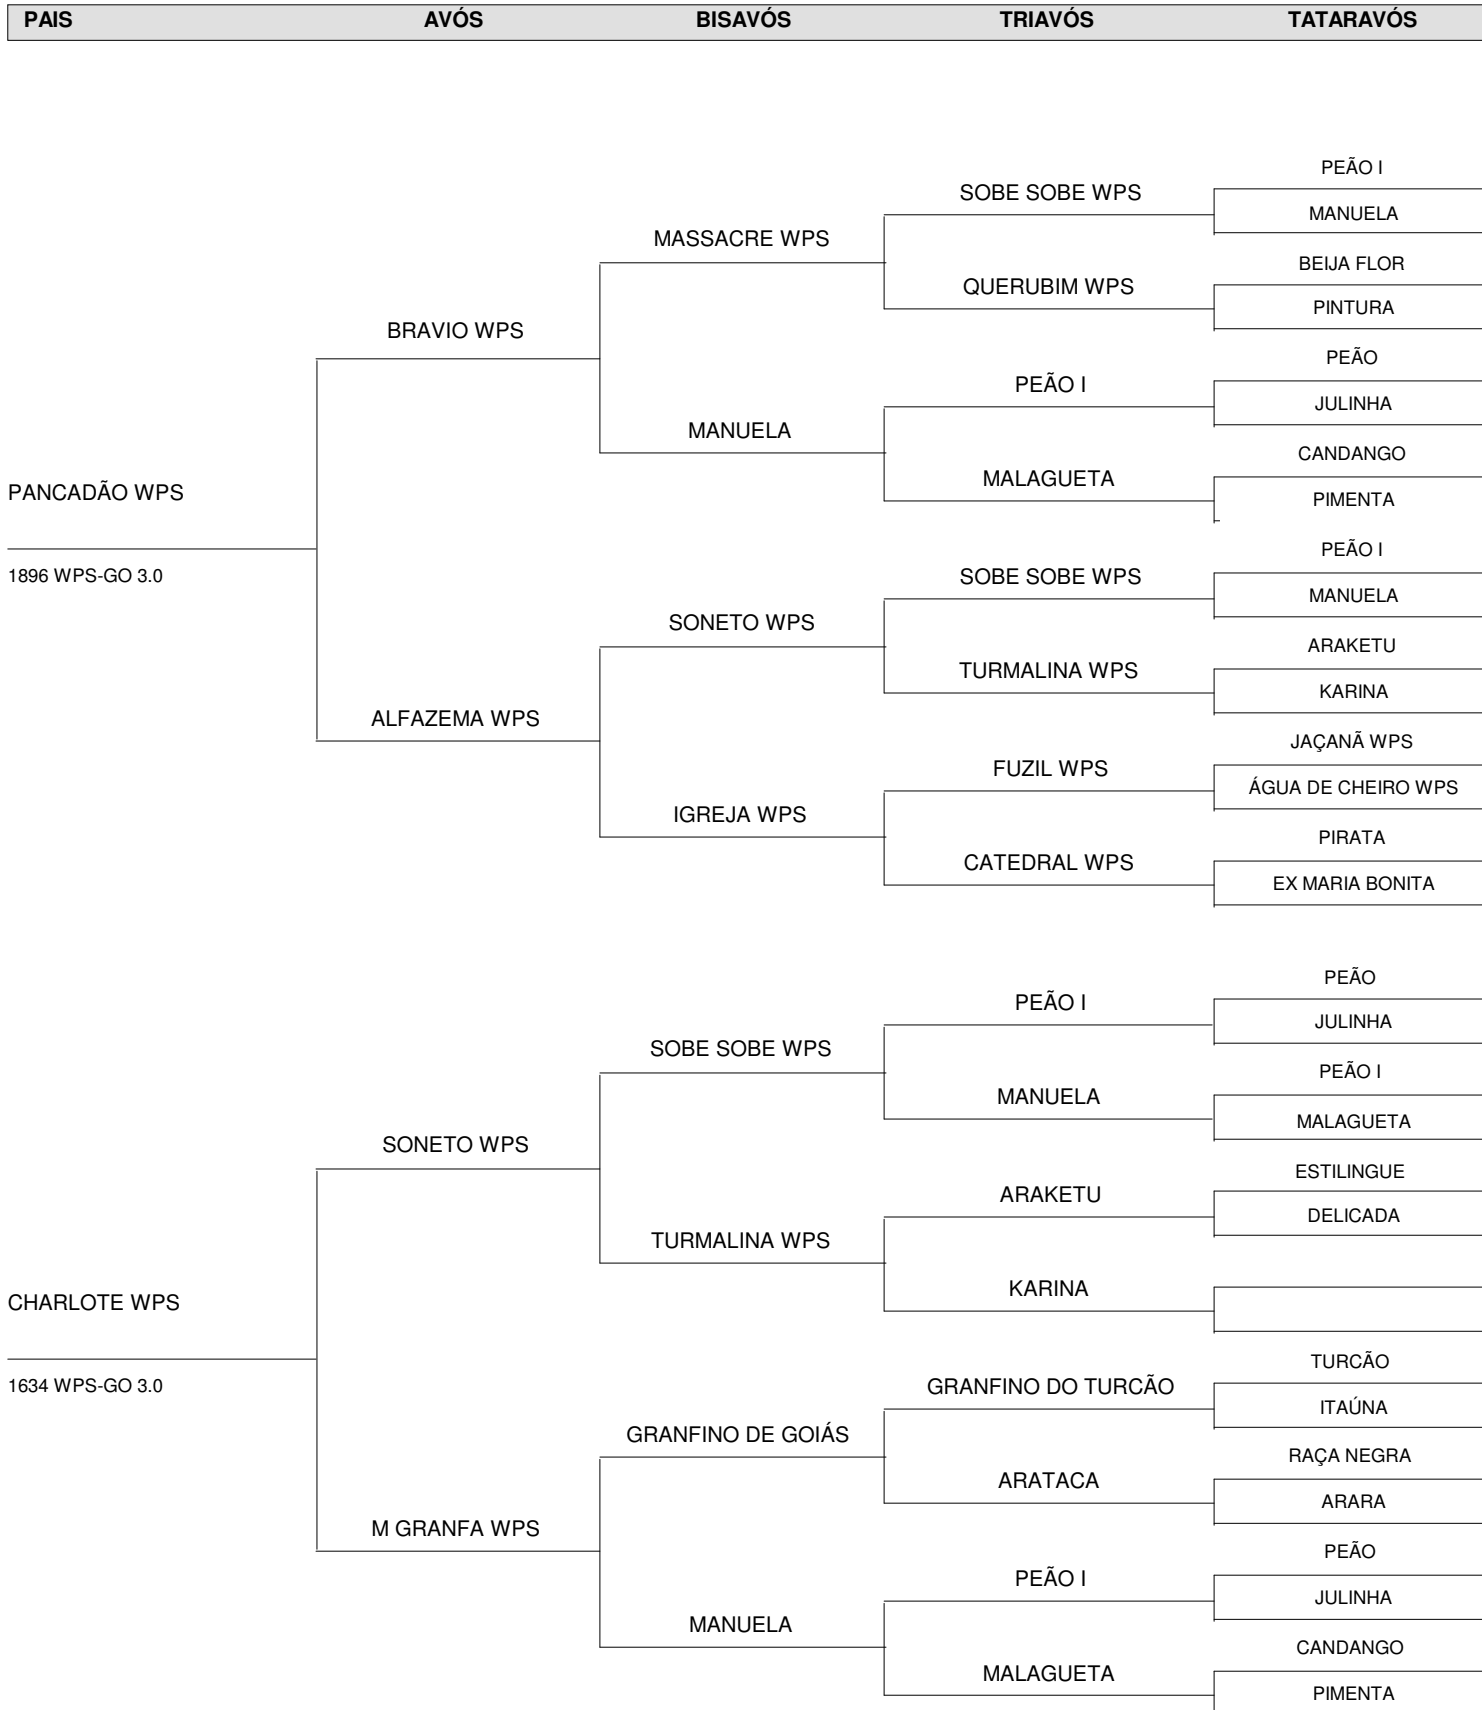 PAIS AVÓS BISAVÓS TRIAVÓS TATARAVÓS
PEÃO I
SOBE SOBE WPS
MANUELA
MASSACRE WPS
BEIJA FLOR
QUERUBIM WPS
PINTURA
BRAVIO WPS
PEÃO
PEÃO I
JULINHA
MANUELA
CANDANGO
MALAGUETA
PANCADÃO WPS
PIMENTA
PEÃO I
1896 WPS-GO 3.0
SOBE SOBE WPS
MANUELA
SONETO WPS
ARAKETU
TURMALINA WPS
KARINA
ALFAZEMA WPS
JAÇANÃ WPS
FUZIL WPS
ÁGUA DE CHEIRO WPS
IGREJA WPS
PIRATA
CATEDRAL WPS
EX MARIA BONITA
PEÃO
PEÃO I
JULINHA
SOBE SOBE WPS
PEÃO I
MANUELA
MALAGUETA
SONETO WPS
ESTILINGUE
ARAKETU
DELICADA
TURMALINA WPS
KARINA
CHARLOTE WPS
TURCÃO
1634 WPS-GO 3.0
GRANFINO DO TURCÃO
ITAÚNA
GRANFINO DE GOIÁS
RAÇA NEGRA
ARATACA
ARARA
M GRANFA WPS
PEÃO
PEÃO I
JULINHA
MANUELA
CANDANGO
MALAGUETA
PIMENTA